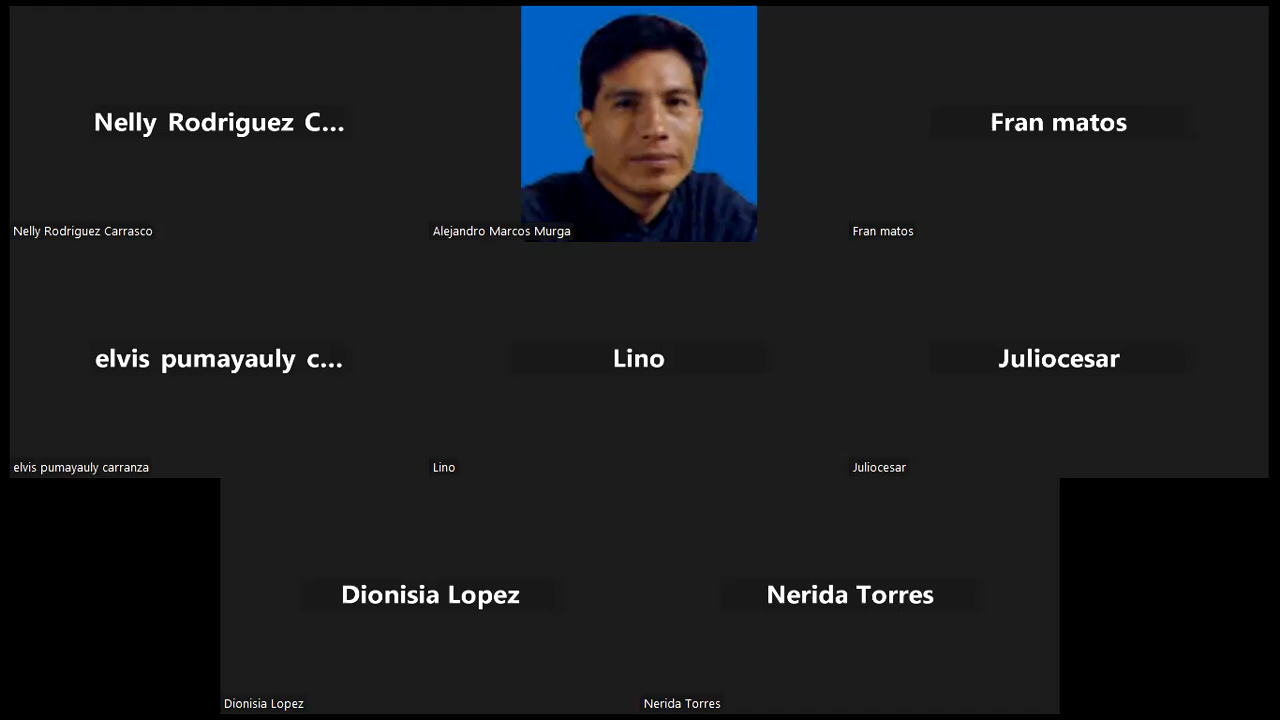 Nelly Rodriguez C...
Fran matos
Nelly Rodriguez Carrasco
Alejandro Marcos Murga
Fran matos
elvis pumayauly c...
Lino
Juliocesar
elvis pumayauly carranza
Lino
Juliocesar
Dionisia Lopez
Nerida Torres
Dionisia Lopez
Nerida Torres